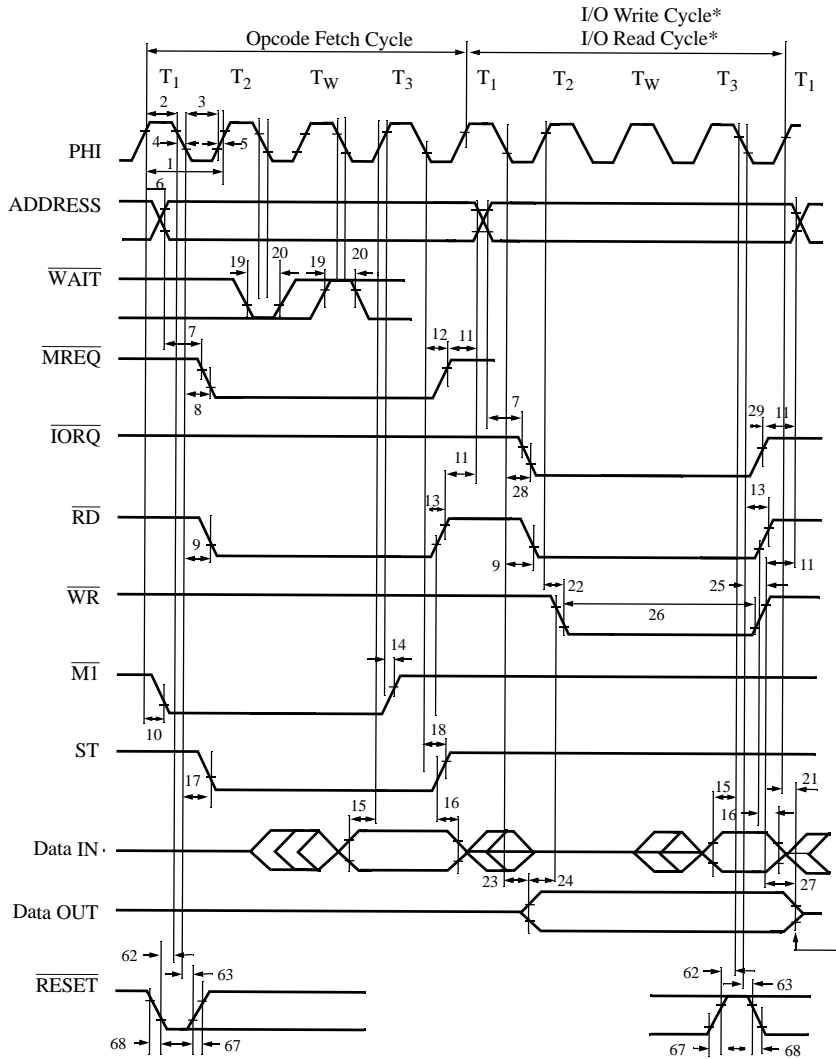 I/O Write Cycle*
Opcode Fetch Cycle I/O Read Cycle*
T1 T2 TW T3 T1 T2 TW T3 T1
2 3
PHI
4 5
1
6
ADDRESS
WAIT
19 20 19 20
7 12 11
MREQ
8
7 29 11
IORQ
11 28
13 13
RD
9 9 11
22 25
WR
26
14
M1
10
18
ST
17 21
15 15
16 16
Data IN
23 24 27
Data OUT
62 63 62 63
RESET
68 67 67 68